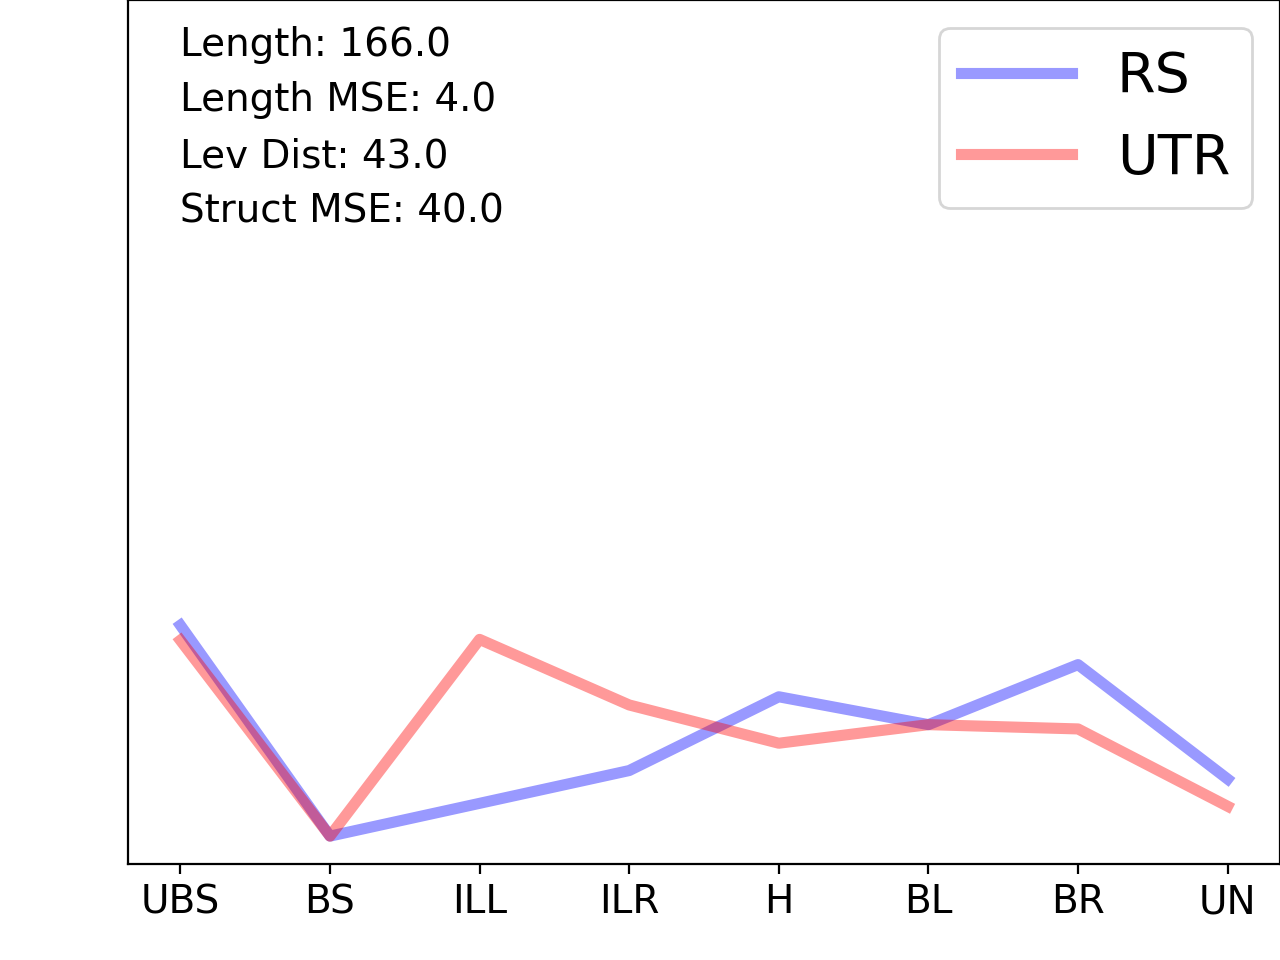 Length: 166.0
Length MSE: 4.0
Lev Dist: 43.0
Struct MSE: 40.0
RS
UTR
UBS BS ILL ILR H BL BR UN